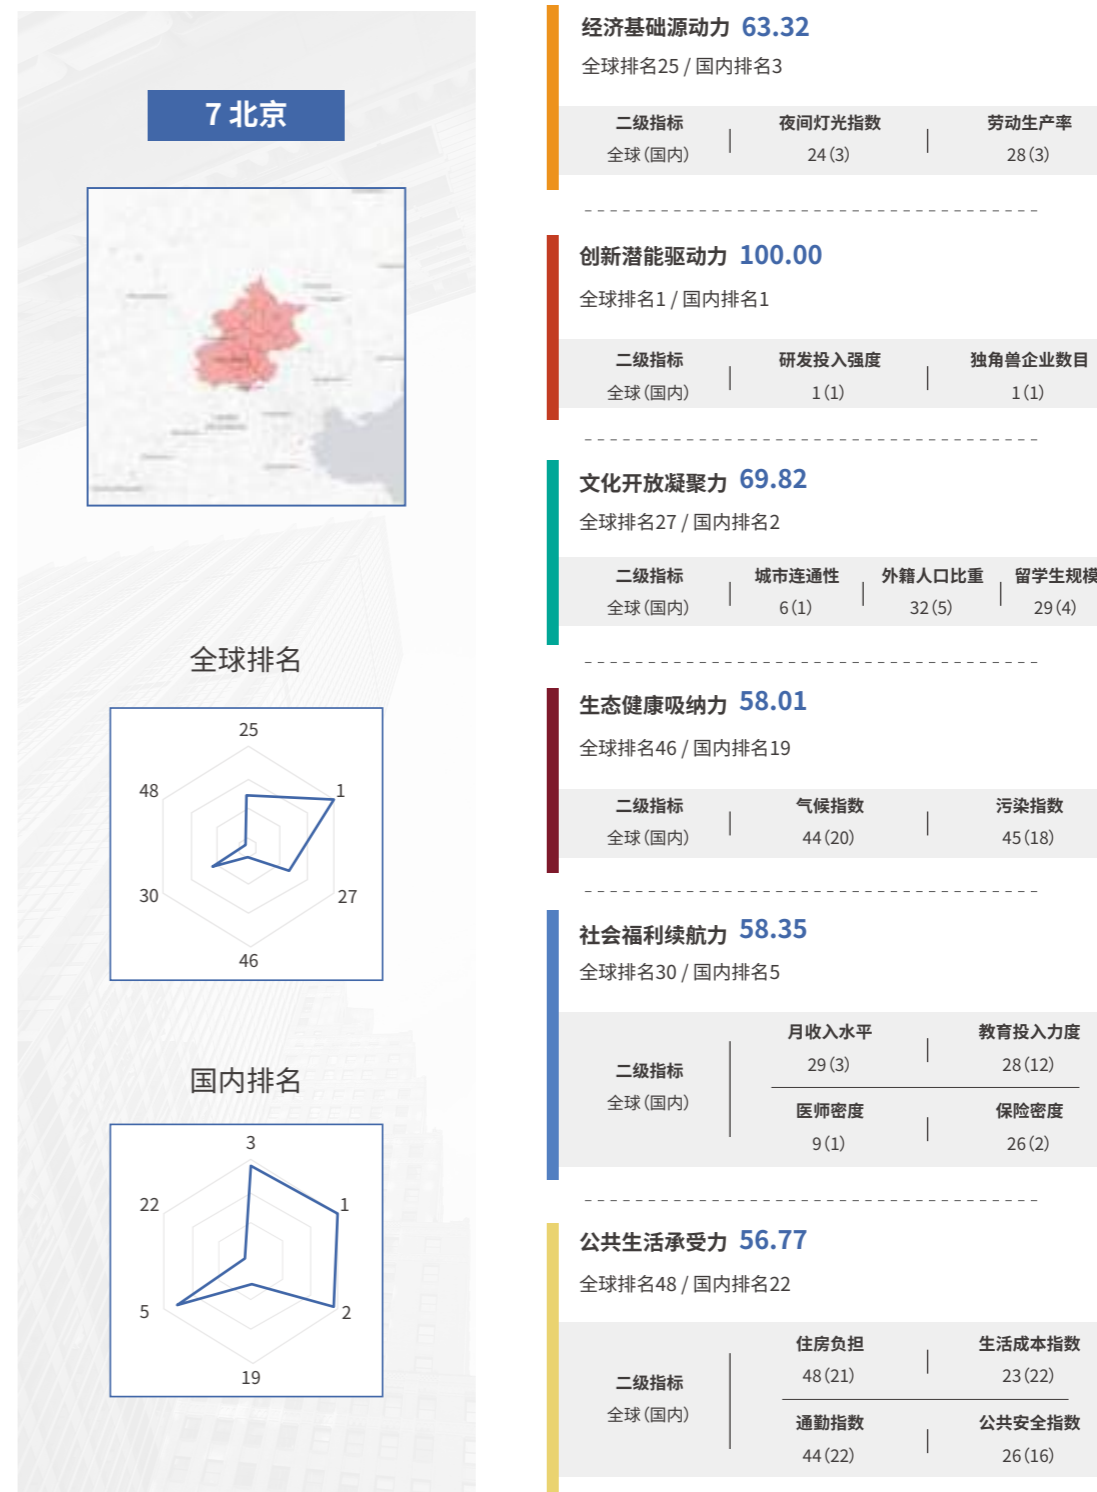 7 北京
全球排名
25
48
1
30
27
46
国内排名
3
22
1
5
2
19
经济基础源动力 63.32
全球排名25 / 国内排名3
二级指标 夜间灯光指数 劳动生产率
全球(国内) 24(3) 28(3)
创新潜能驱动力 100.00
全球排名1 / 国内排名1
二级指标 研发投入强度 独角兽企业数目
全球(国内) 1(1) 1(1)
文化开放凝聚力 69.82
全球排名27 / 国内排名2
二级指标 城市连通性 外籍人口比重 留学生规模
全球(国内) 6(1) 32(5) 29(4)
生态健康吸纳力 58.01
全球排名46 / 国内排名19
二级指标 气候指数 污染指数
全球(国内) 44(20) 45(18)
社会福利续航力 58.35
全球排名30 / 国内排名5
二级指标
全球(国内)
月收入水平 教育投入力度
29(3) 28(12)
医师密度 保险密度
9(1) 26(2)
公共生活承受力 56.77
全球排名48 / 国内排名22
二级指标
全球(国内)
住房负担 生活成本指数
48(21) 23(22)
通勤指数 公共安全指数
44(22) 26(16)